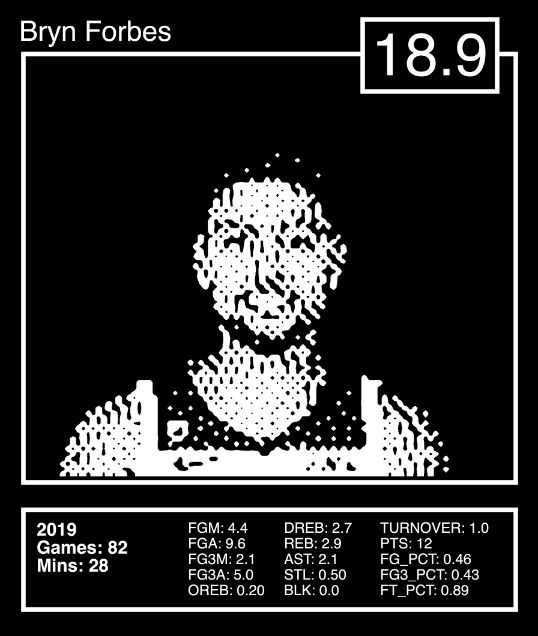 Bryn Forbes
18.9
2019
Games: 82
Mins: 28
FGM: 4.4
FGA: 9.6
FG3M: 2.1
FG3A: 5.0
OREB: 0.20
DREB: 2.7
REB: 2.9
AST: 2.1
STL: 0.50
BLK: 0.0
TURNOVER: 1.0
PTS: 12
FG_PCT: 0.46
FG3_PCT: 0.43
FT_PCT: 0.89